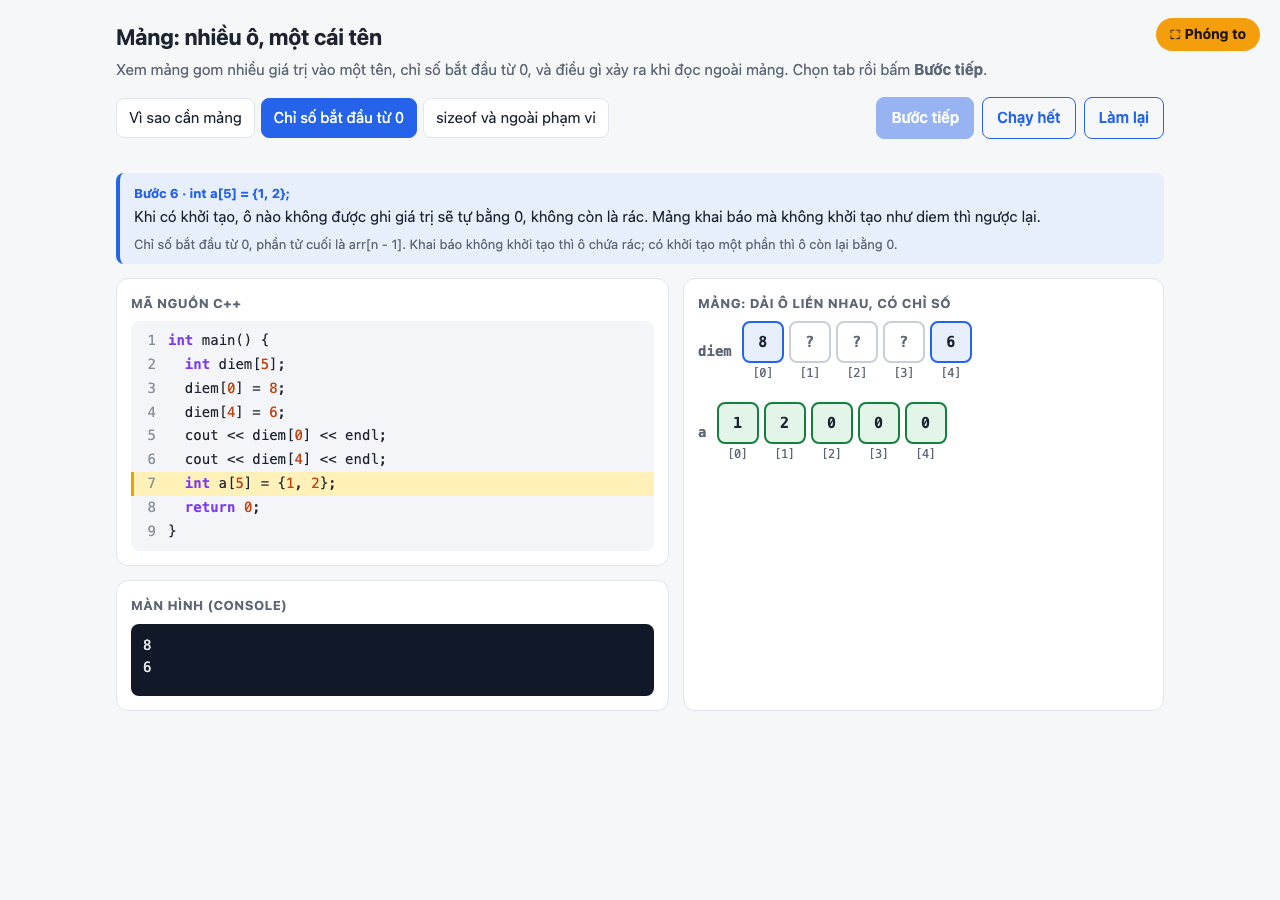 Mảng: nhiều ô, một cái tên
⛶ Phóng to
Xem mảng gom nhiều giá trị vào một tên, chỉ số bắt đầu từ 0, và điều gì xảy ra khi đọc ngoài mảng. Chọn tab rồi bấm Bước tiếp.
Vì sao cần mảng
Chỉ số bắt đầu từ 0
sizeof và ngoài phạm vi
Bước tiếp
Chạy hết
Làm lại
Bước 6 · int a[5] = {1, 2};
Khi có khởi tạo, ô nào không được ghi giá trị sẽ tự bằng 0, không còn là rác. Mảng khai báo mà không khởi tạo như diem thì ngược lại.
Chỉ số bắt đầu từ 0, phần tử cuối là arr[n - 1]. Khai báo không khởi tạo thì ô chứa rác; có khởi tạo một phần thì ô còn lại bằng 0.
MÃ NGUỒN C++
1 int main() {
2 int diem[5];
3 diem[0] = 8;
4 diem[4] = 6;
5 cout << diem[0] << endl;
6 cout << diem[4] << endl;
7 int a[5] = {1, 2};
8 return 0;
9 }
MÀN HÌNH (CONSOLE)
8
6
MẢNG: DẢI Ô LIỀN NHAU, CÓ CHỈ SỐ
diem 8 ? ? ? 6
[0] [1] [2] [3] [4]
a 1 2 0 0 0
[0] [1] [2] [3] [4]